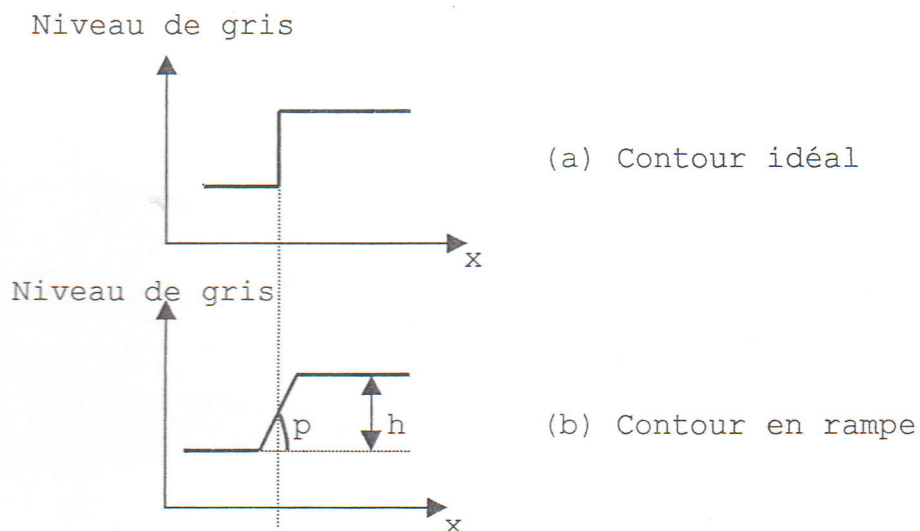 Niveau de gris
(a) Contour idéal
x
Niveau de gris
p
h
(b) Contour en rampe
x